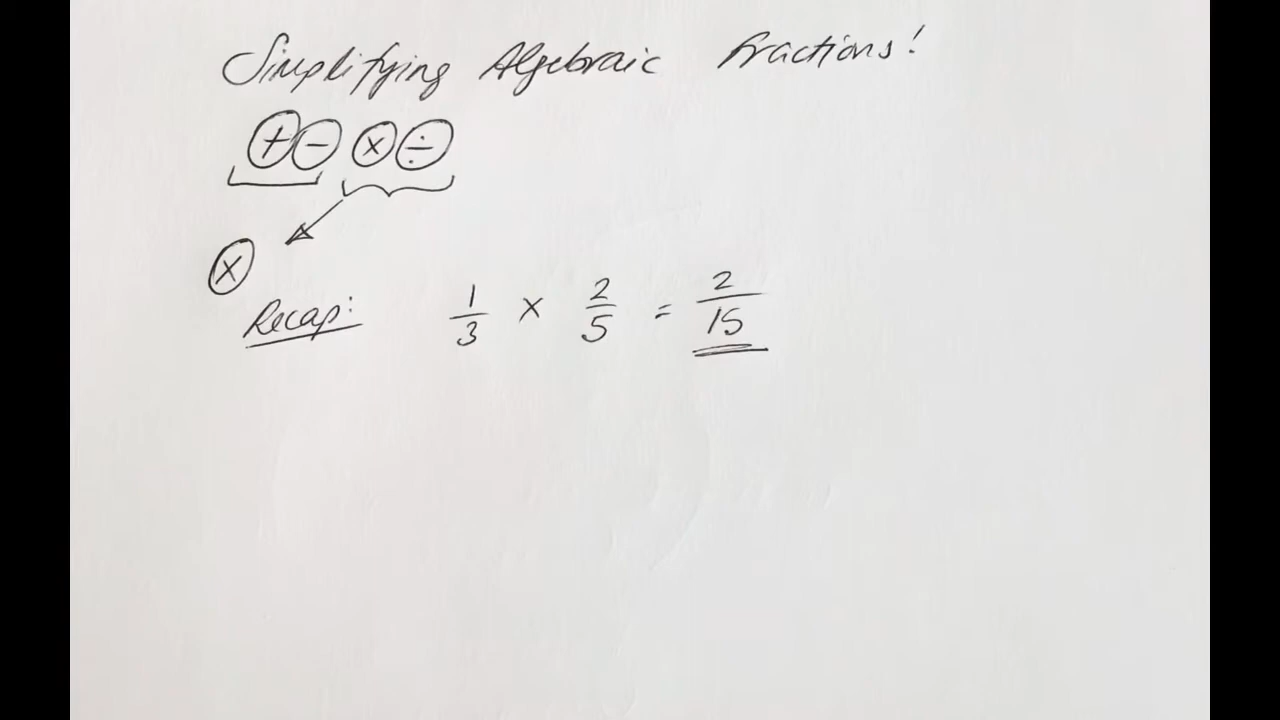 Simplifying Algebraic Fractions!
+ - × ÷
×
Recap: 1/3 × 2/5 = 2/15